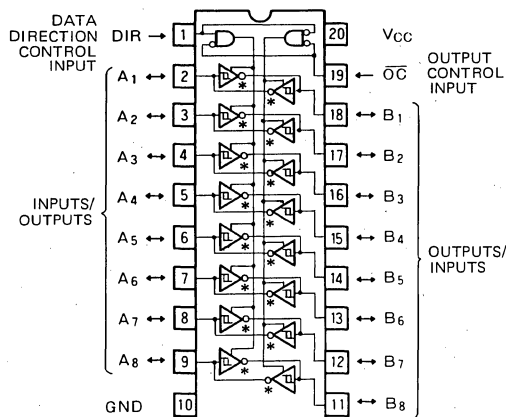 DATA
DIRECTION
CONTROL
INPUT
DIR → 1
A1 ↔ 2
A2 ↔ 3
A3 ↔ 4
A4 ↔ 5
A5 ↔ 6
A6 ↔ 7
A7 ↔ 8
A8 ↔ 9
GND 10
INPUTS/
OUTPUTS
* * * * * * * *
* * * * * * * *
20 VCC
19 ← OC
OUTPUT
CONTROL
INPUT
18 ↔ B1
17 ↔ B2
16 ↔ B3
15 ↔ B4
14 ↔ B5
13 ↔ B6
12 ↔ B7
11 ↔ B8
OUTPUTS/
INPUTS